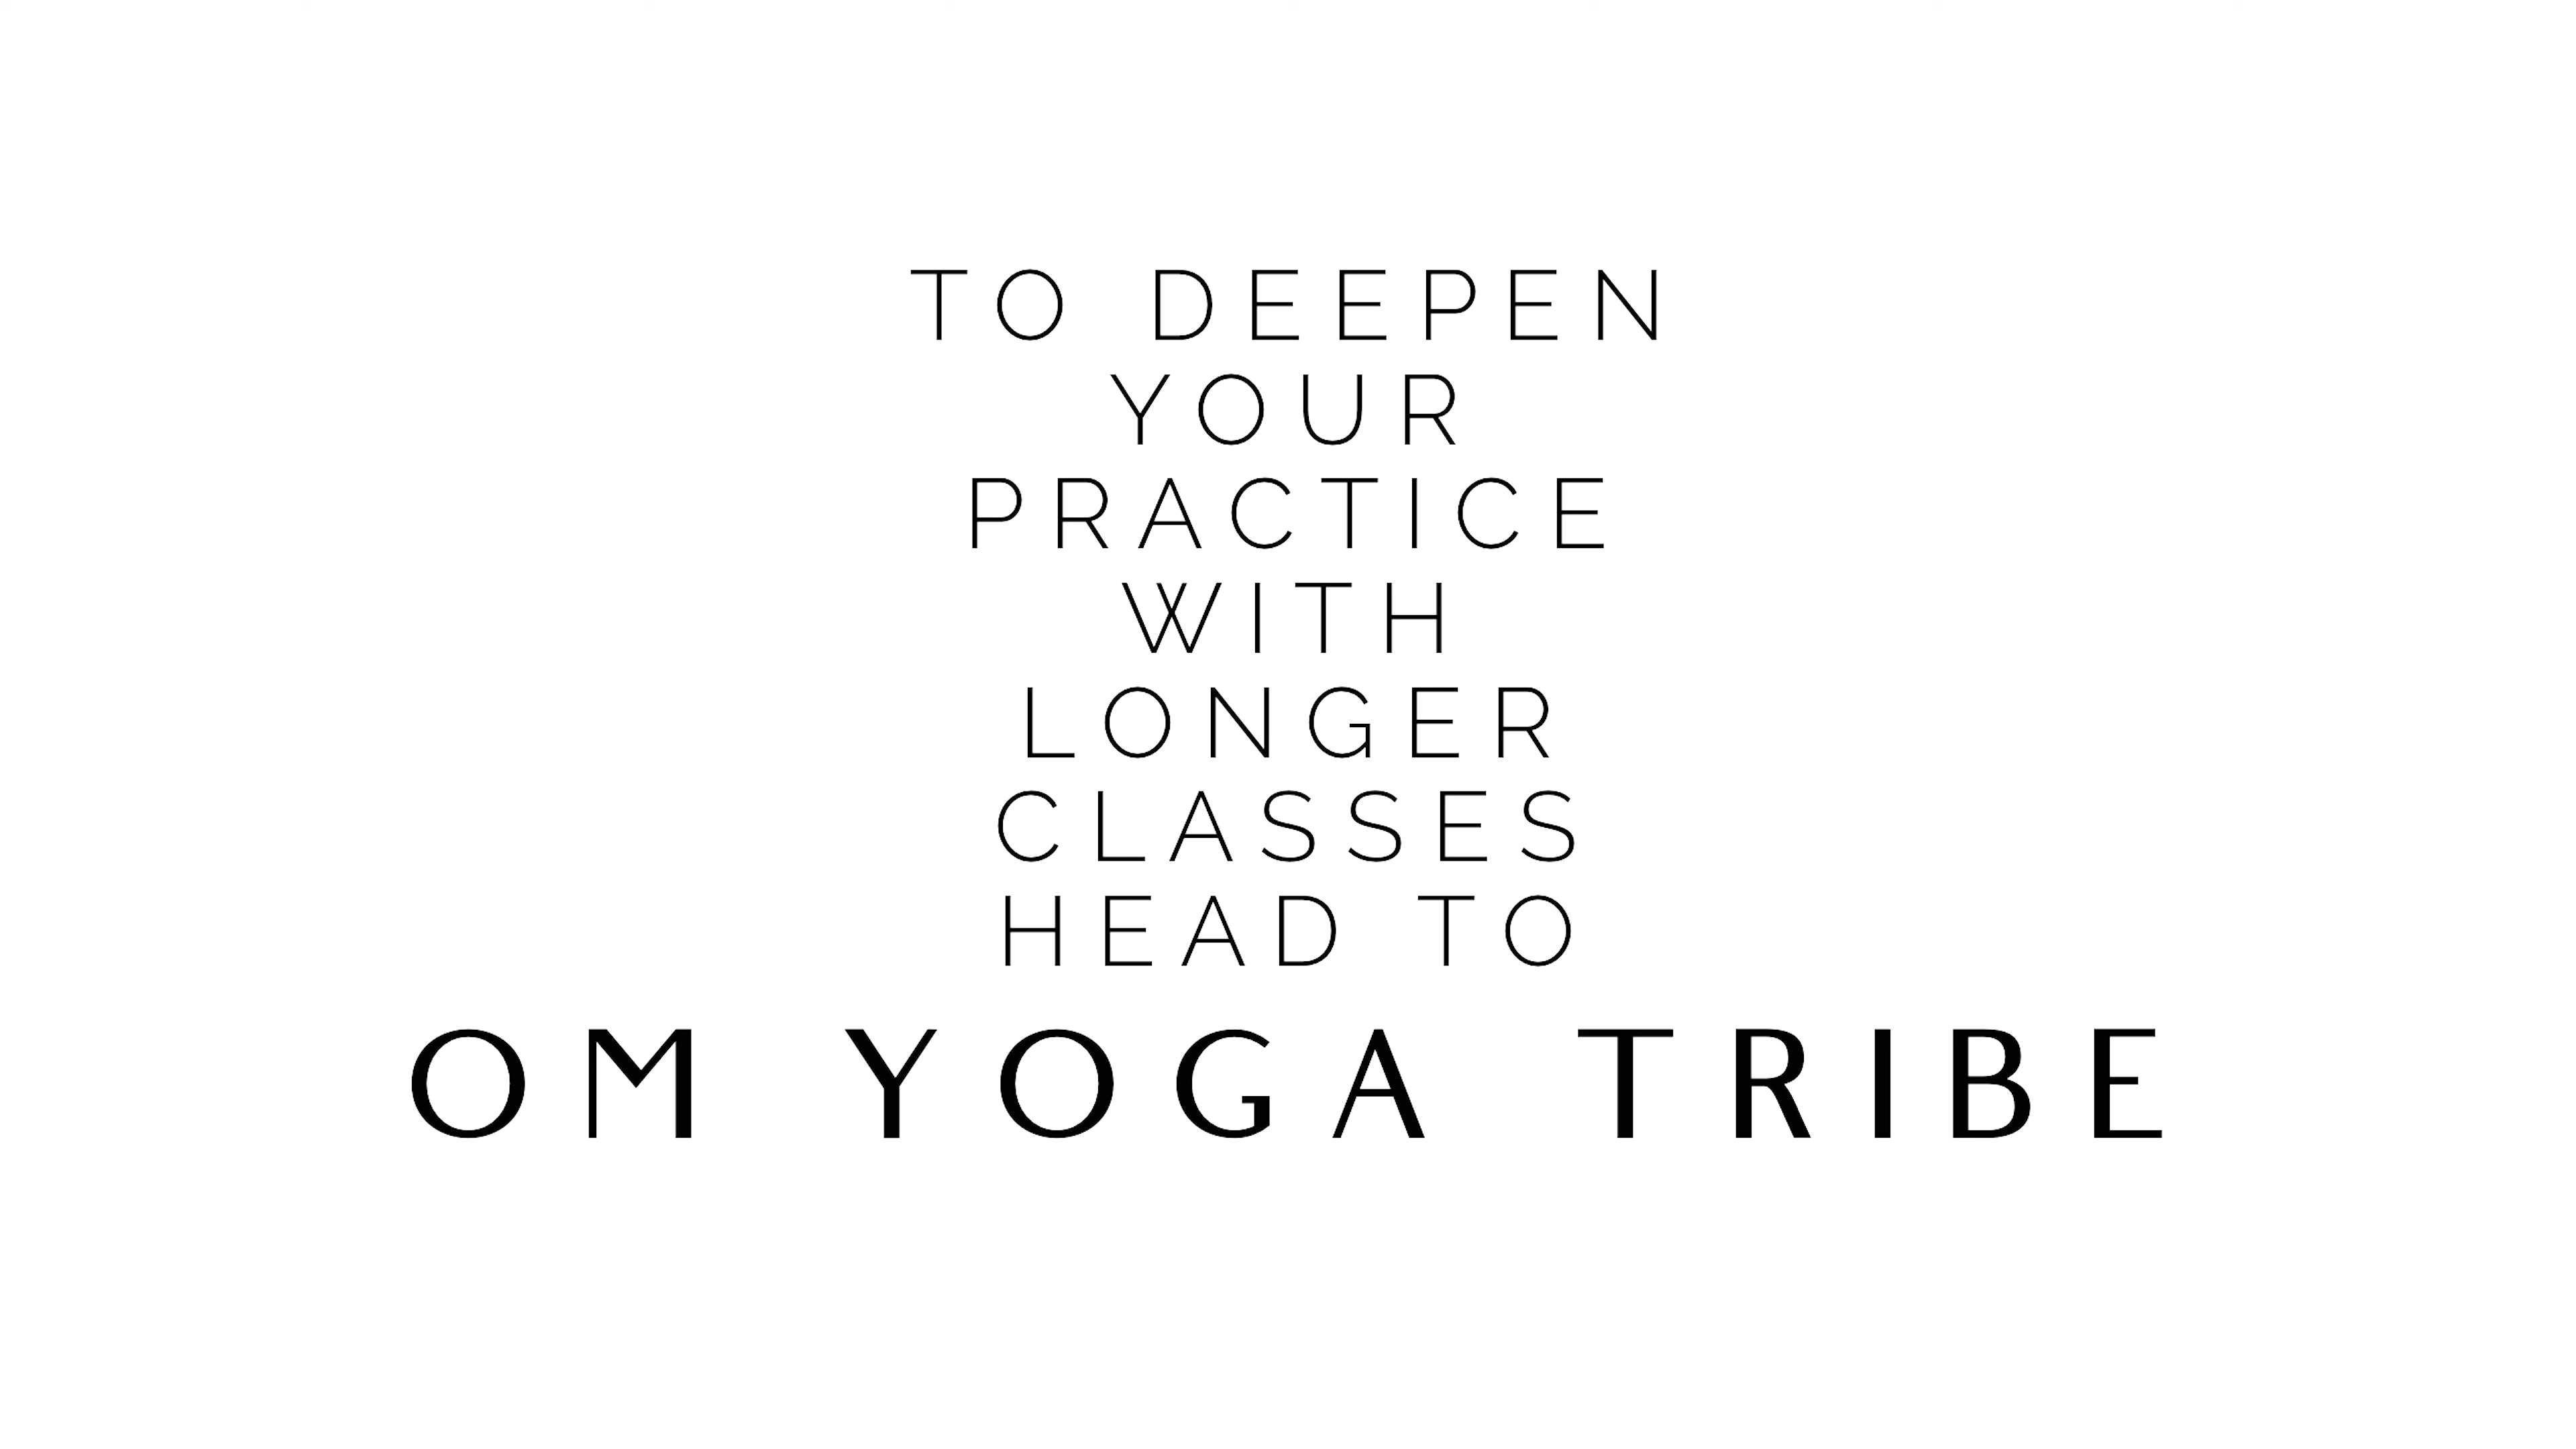 TO DEEPEN
YOUR
PRACTICE
WITH
LONGER
CLASSES
HEAD TO
OM YOGA TRIBE